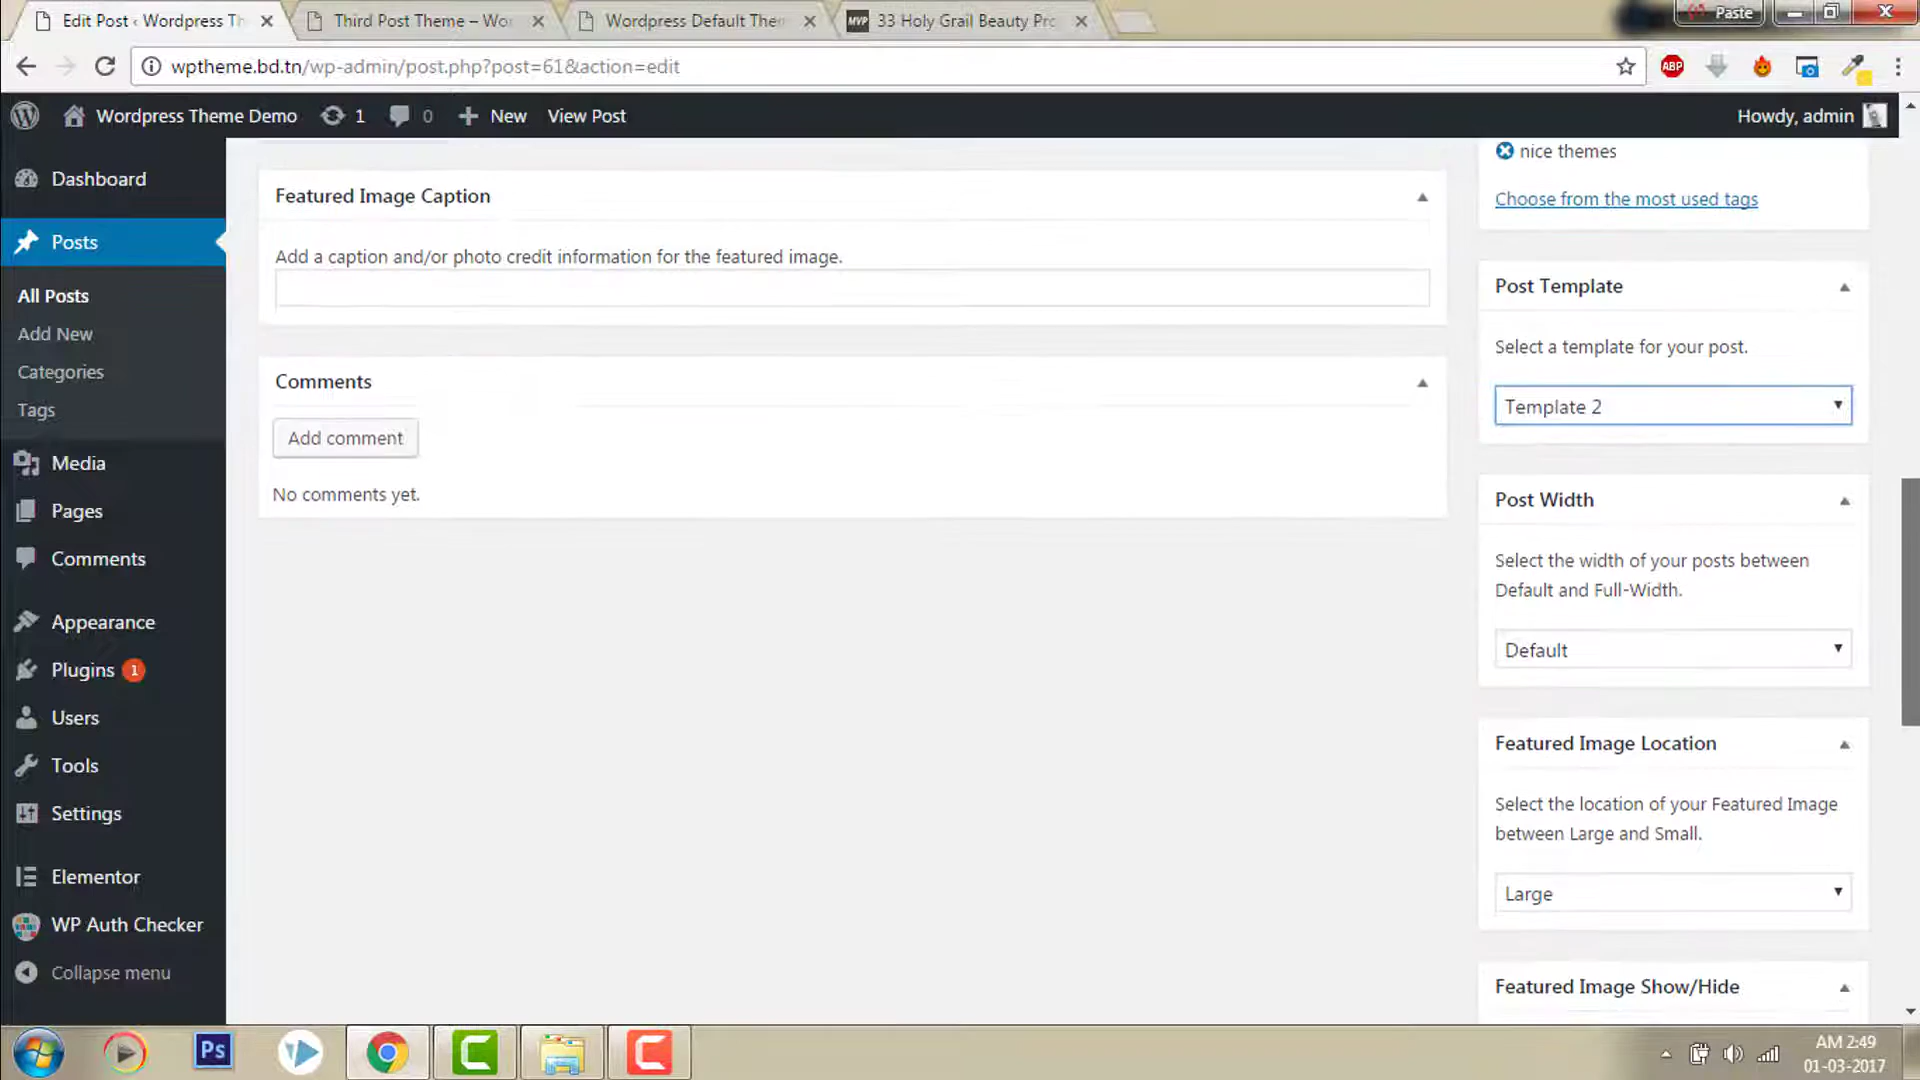 Edit Post ‹ Wordpress Th
Third Post Theme – Wo
Wordpress Default The
MVP 33 Holy Grail Beauty Pro
Paste
wptheme.bd.tn/wp-admin/post.php?post=61&action=edit
ABP
Wordpress Theme Demo 1 0 New View Post
Howdy, admin
Dashboard
Posts
All Posts
Add New
Categories
Tags
Media
Pages
Comments
Appearance
Plugins 1
Users
Tools
Settings
Elementor
WP Auth Checker
Collapse menu
Featured Image Caption
Add a caption and/or photo credit information for the featured image.
Comments
Add comment
No comments yet.
nice themes
Choose from the most used tags
Post Template
Select a template for your post.
Template 2
Post Width
Select the width of your posts between
Default and Full-Width.
Default
Featured Image Location
Select the location of your Featured Image
between Large and Small.
Large
Featured Image Show/Hide
Ps
AM 2:49
01-03-2017